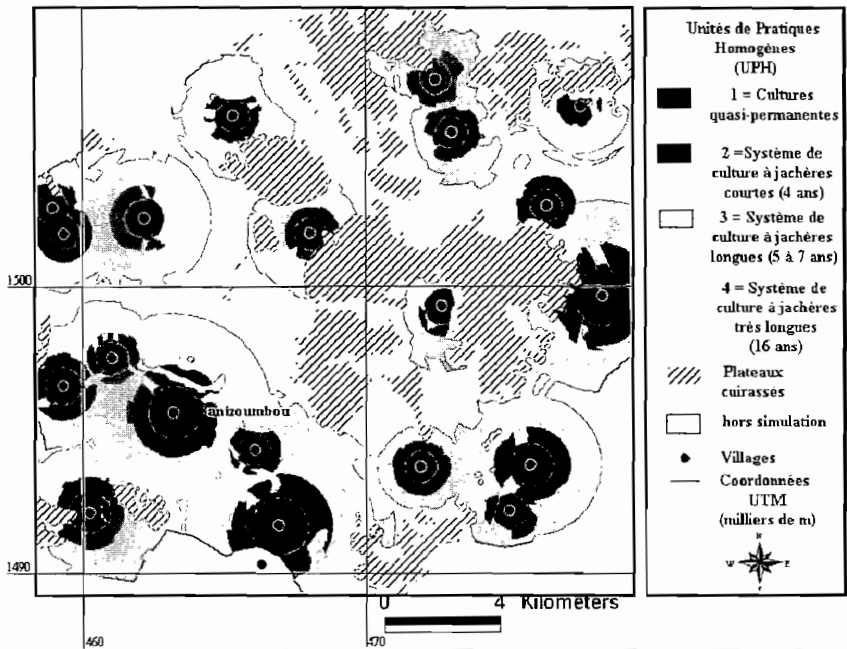 Unités de Pratiques
Homogènes
(UPH)
1 = Cultures
quasi-permanentes
2 =Système de
culture à jachères
courtes (4 ans)
3 = Système de
culture à jachères
longues (5 à 7 ans)
4 = Système de
culture à jachères
très longues
(16 ans)
Plateaux
cuirassés
hors simulation
Villages
Coordonnées
UTM
(milliers de m)
N
W E
S
1500
anizoumbou
1490
0 4 Kilometers
460 470